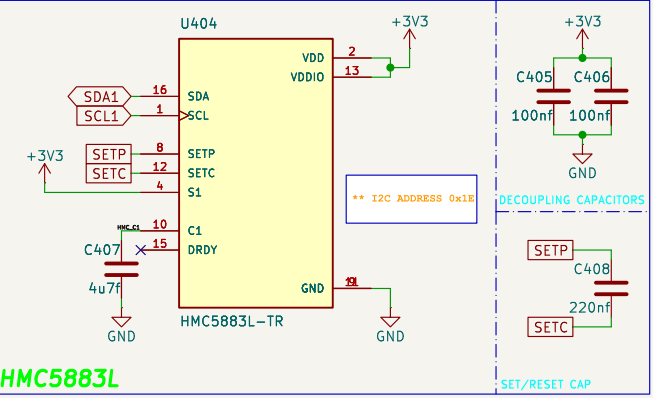 U404
+3V3
+3V3
VDD 2
VDDIO 13
C405
C406
100nf
100nf
SDA1
16
SDA
SCL1
1
SCL
GND
+3V3
SETP
8
SETP
SETC
12
SETC
4
S1
** I2C ADDRESS 0x1E
DECOUPLING CAPACITORS
HMC_C1
10
C1
C407
15
DRDY
4u7f
GND
GND
HMC5883L-TR
GND
SETP
C408
220nf
SETC
HMC5883L
SET/RESET CAP